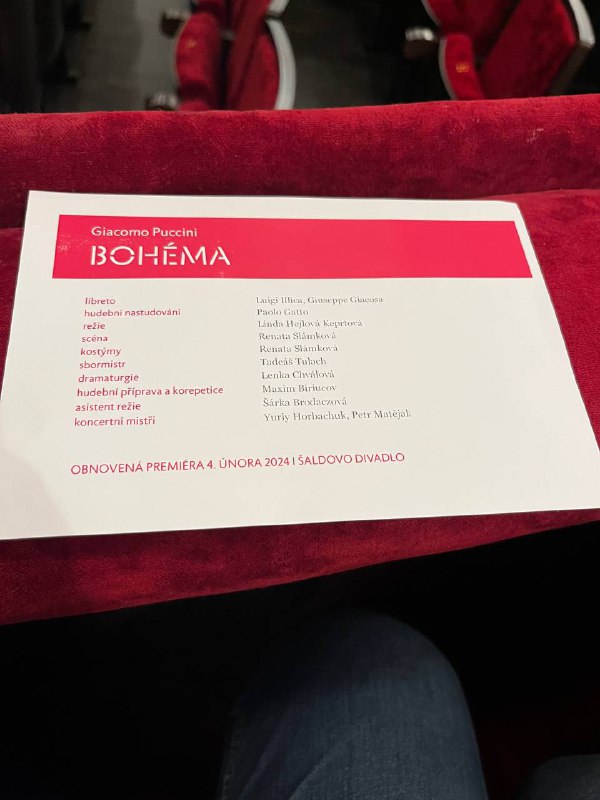 Giacomo Puccini
BOHÉMA
libreto Luigi Illica, Giuseppe Giacosa
hudební nastudování Paolo Gatto
režie Linda Hejlová Keprtová
scéna Renata Slámková
kostýmy Renata Slámková
sbormistr Tadeáš Tulach
dramaturgie Lenka Chválová
hudební příprava a korepetice Maxim Biriucov
asistent režie Šárka Brodaczová
koncertní mistři Yuriy Horbachuk, Petr Matěják
OBNOVENÁ PREMIÉRA 4. ÚNORA 2024 I ŠALDOVO DIVADLO